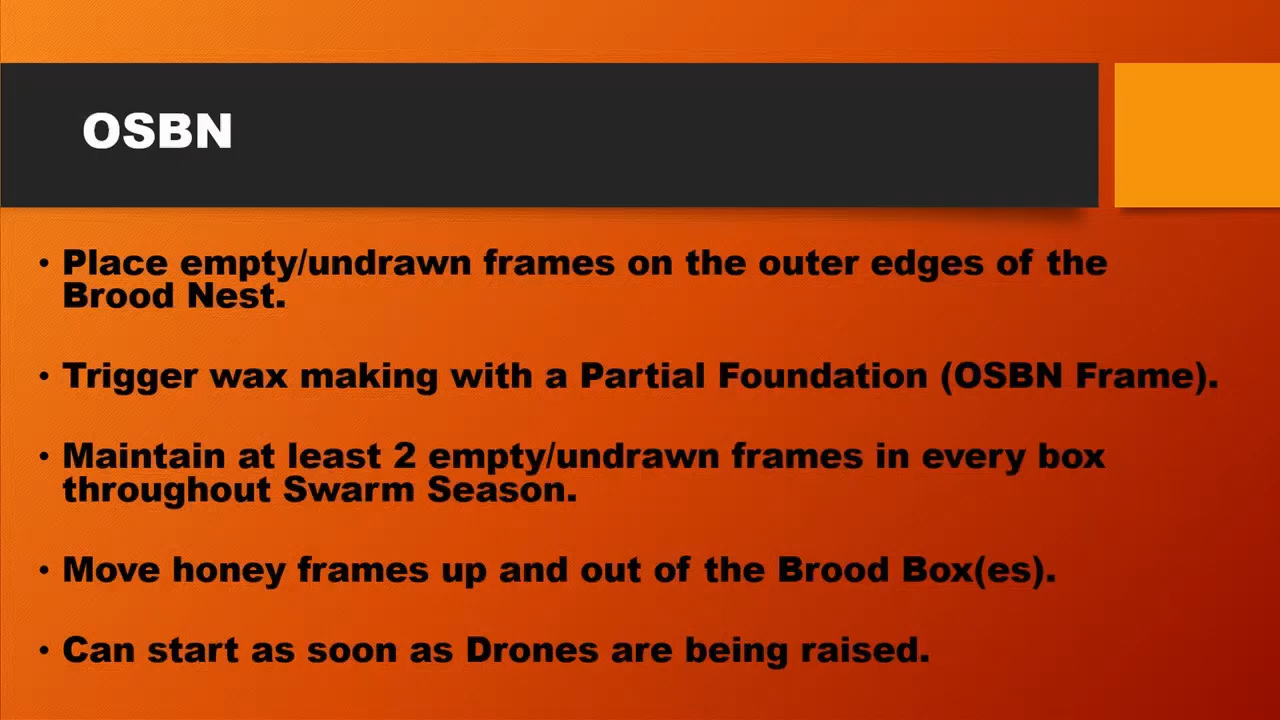 OSBN
• Place empty/undrawn frames on the outer edges of the
Brood Nest.
• Trigger wax making with a Partial Foundation (OSBN Frame).
• Maintain at least 2 empty/undrawn frames in every box
throughout Swarm Season.
• Move honey frames up and out of the Brood Box(es).
• Can start as soon as Drones are being raised.